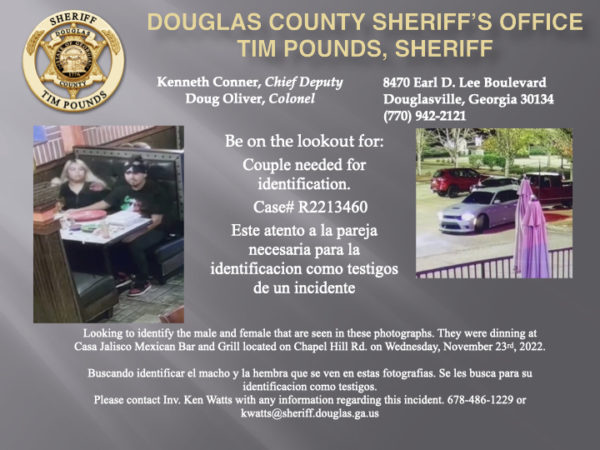 SHERIFF
DOUGLAS
COUNTY
TIM POUNDS
DOUGLAS COUNTY SHERIFF'S OFFICE
TIM POUNDS, SHERIFF
Kenneth Conner, Chief Deputy
Doug Oliver, Colonel
8470 Earl D. Lee Boulevard
Douglasville, Georgia 30134
(770) 942-2121
Be on the lookout for:
Couple needed for
identification.
Case# R2213460
Este atento a la pareja
necesaria para la
identificacion como testigos
de un incidente
Looking to identify the male and female that are seen in these photographs. They were dinning at
Casa Jalisco Mexican Bar and Grill located on Chapel Hill Rd. on Wednesday, November 23rd, 2022.
Buscando identificar el macho y la hembra que se ven en estas fotografias. Se les busca para su
identificacion como testigos.
Please contact Inv. Ken Watts with any information regarding this incident. 678-486-1229 or
kwatts@sheriff.douglas.ga.us